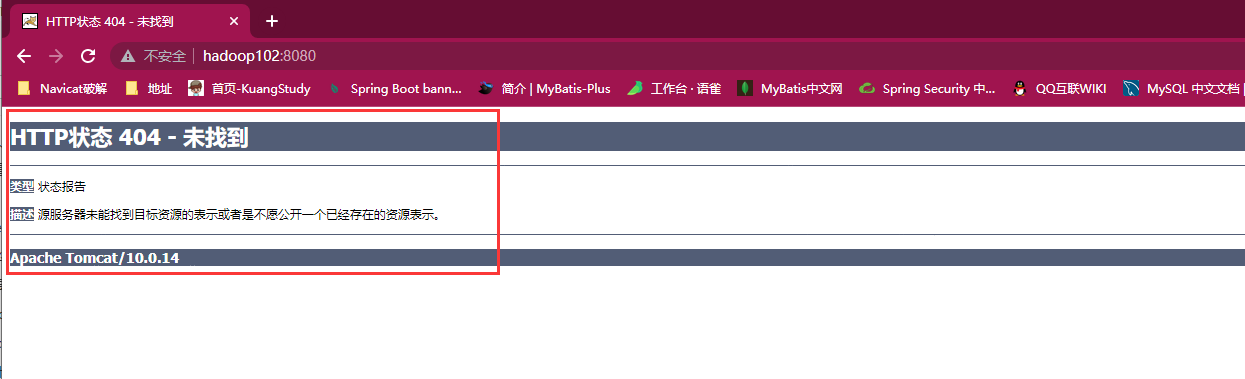 HTTP状态 404 - 未找到
不安全 hadoop102:8080
Navicat破解 地址 首页-KuangStudy Spring Boot bann... 简介 | MyBatis-Plus 工作台 · 语雀 MyBatis中文网 Spring Security 中... QQ互联WIKI MySQL 中文文档 |
HTTP状态 404 - 未找到
类型 状态报告
描述 源服务器未能找到目标资源的表示或者是不愿公开一个已经存在的资源表示。
Apache Tomcat/10.0.14